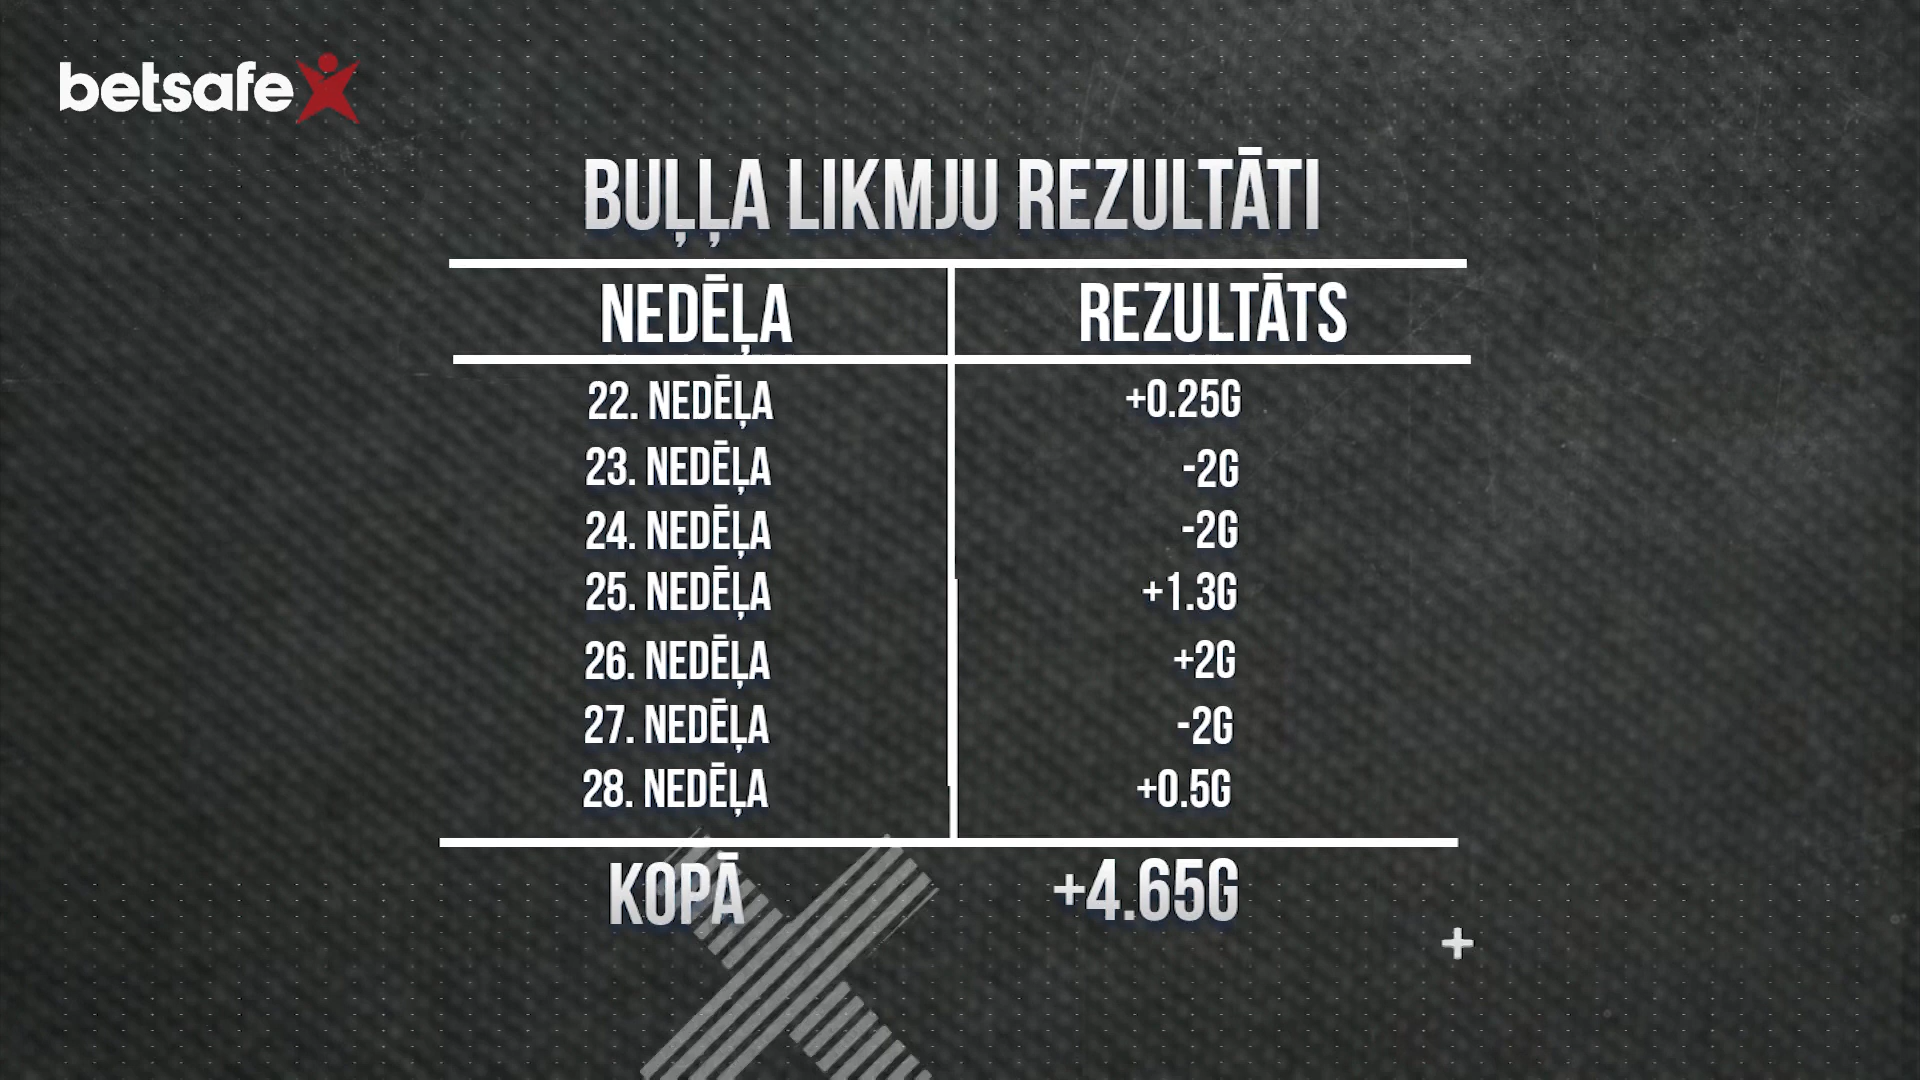 betsafe
BUĻĻA LIKMJU REZULTĀTI
NEDĒĻA REZULTĀTS
22. NEDĒĻA +0.25G
23. NEDĒĻA -2G
24. NEDĒĻA -2G
25. NEDĒĻA +1.3G
26. NEDĒĻA +2G
27. NEDĒĻA -2G
28. NEDĒĻA +0.5G
KOPĀ +4.65G